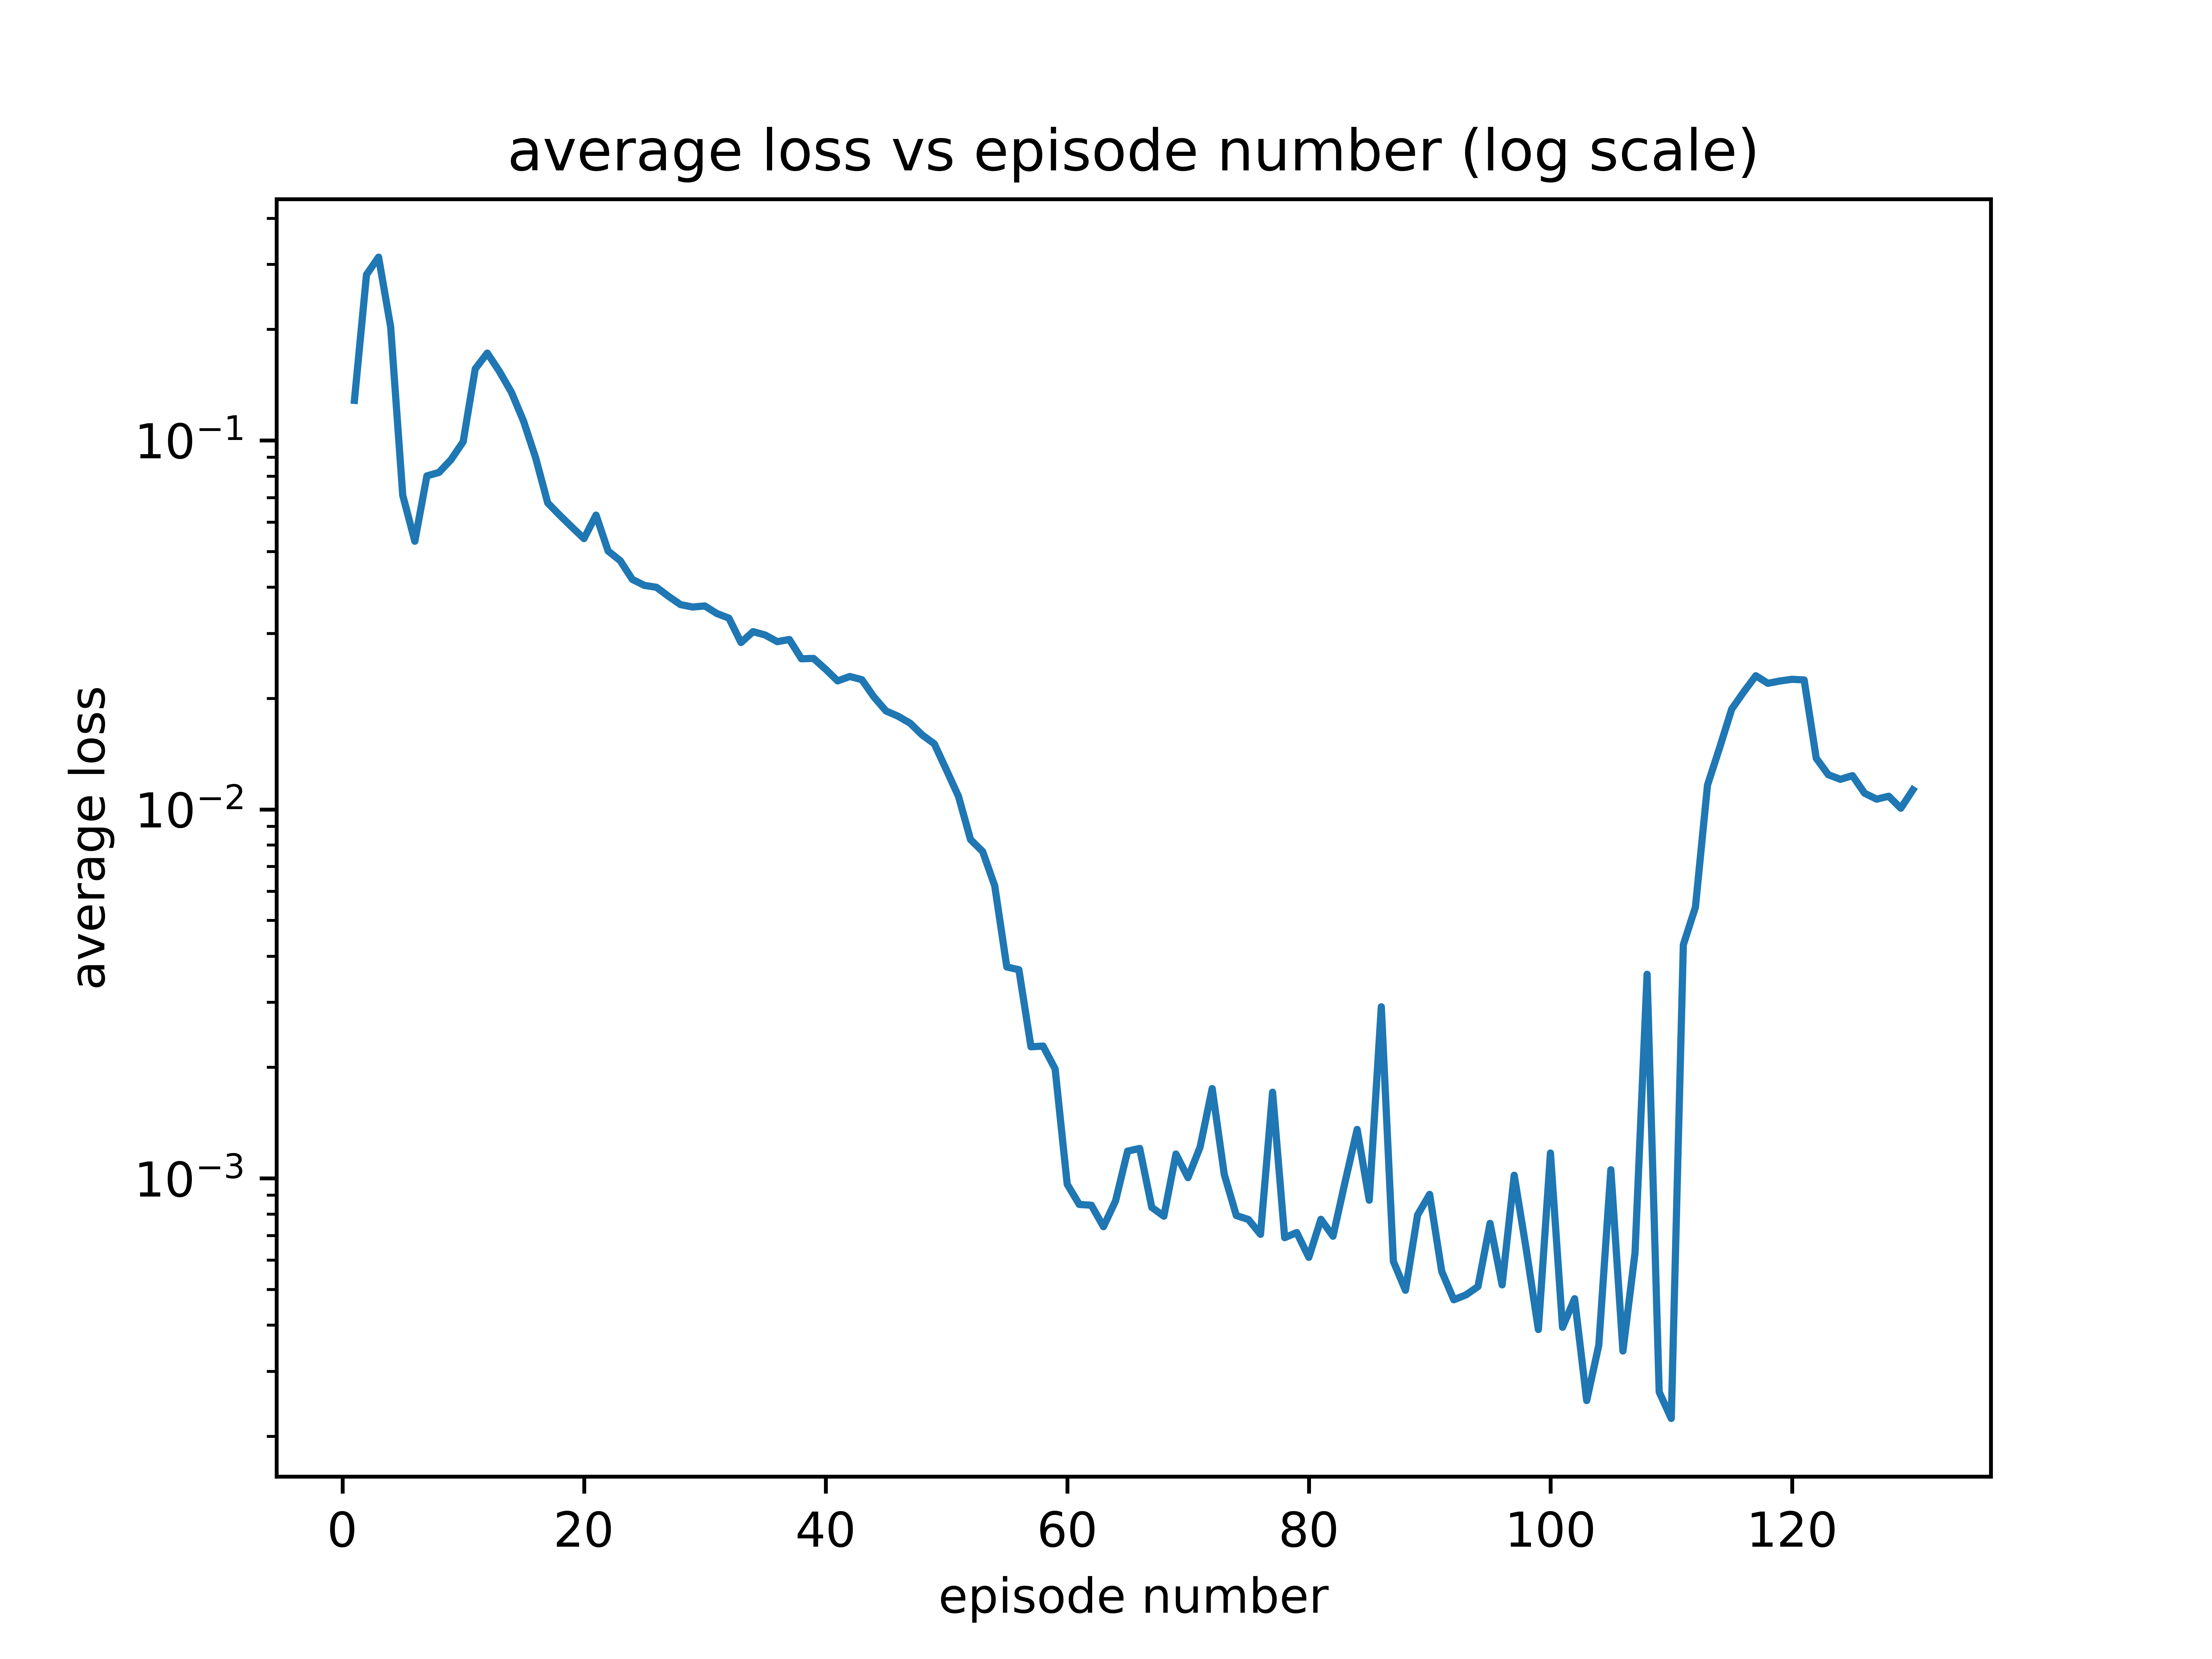 average loss vs episode number (log scale)
average loss
10⁻¹
10⁻²
10⁻³
0 20 40 60 80 100 120
episode number